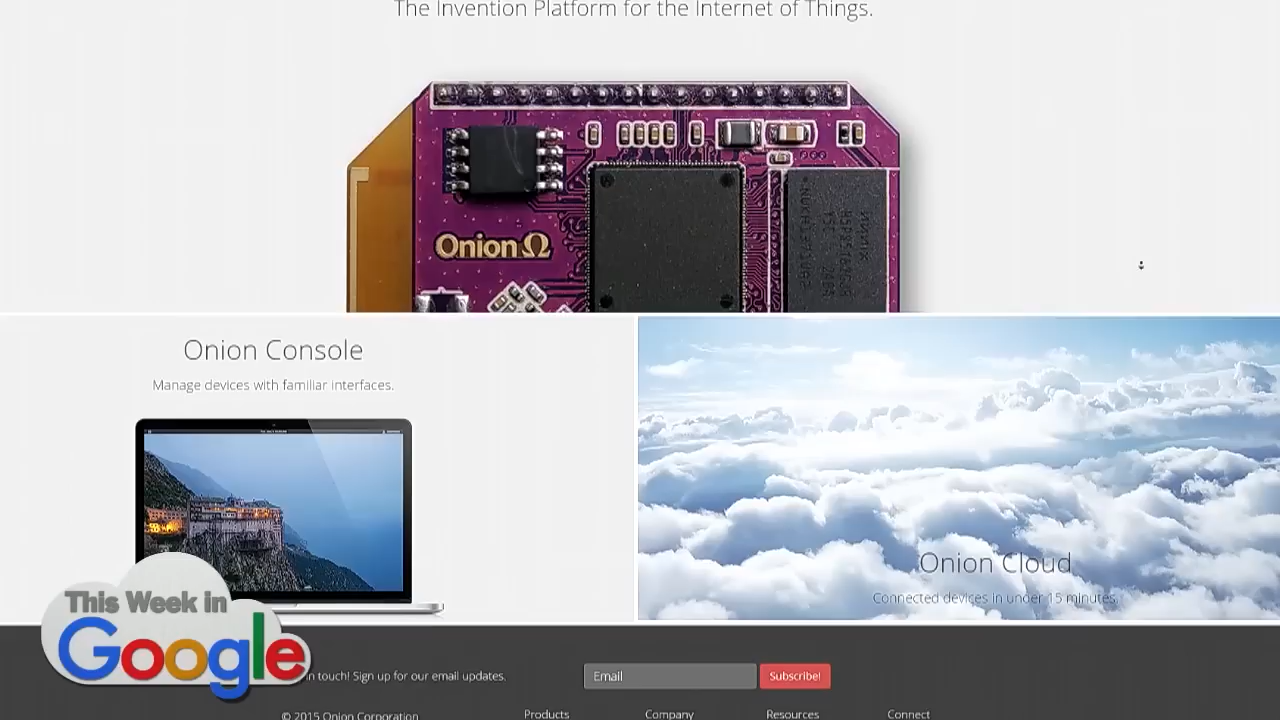 The Invention Platform for the Internet of Things.
Onion Ω
Onion Console
Manage devices with familiar interfaces.
Onion Cloud
Connected devices in under 15 minutes.
This Week in
Google
in touch! Sign up for our email updates.
Email
Subscribe!
© 2015 Onion Corporation
Products
Company
Resources
Connect